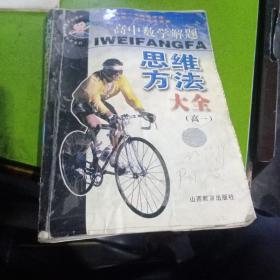 高中数学解题
IWEIFANGFA
思维
方法
大全
(高一)
山西教育出版社